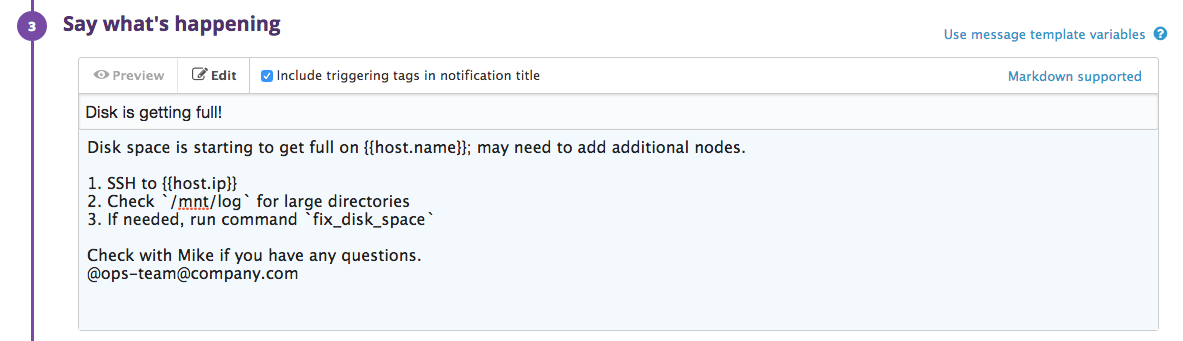 3
Say what's happening
Use message template variables ?
Preview Edit Include triggering tags in notification title Markdown supported
Disk is getting full!
Disk space is starting to get full on {{host.name}}; may need to add additional nodes.
1. SSH to {{host.ip}}
2. Check `/mnt/log` for large directories
3. If needed, run command `fix_disk_space`
Check with Mike if you have any questions.
@ops-team@company.com